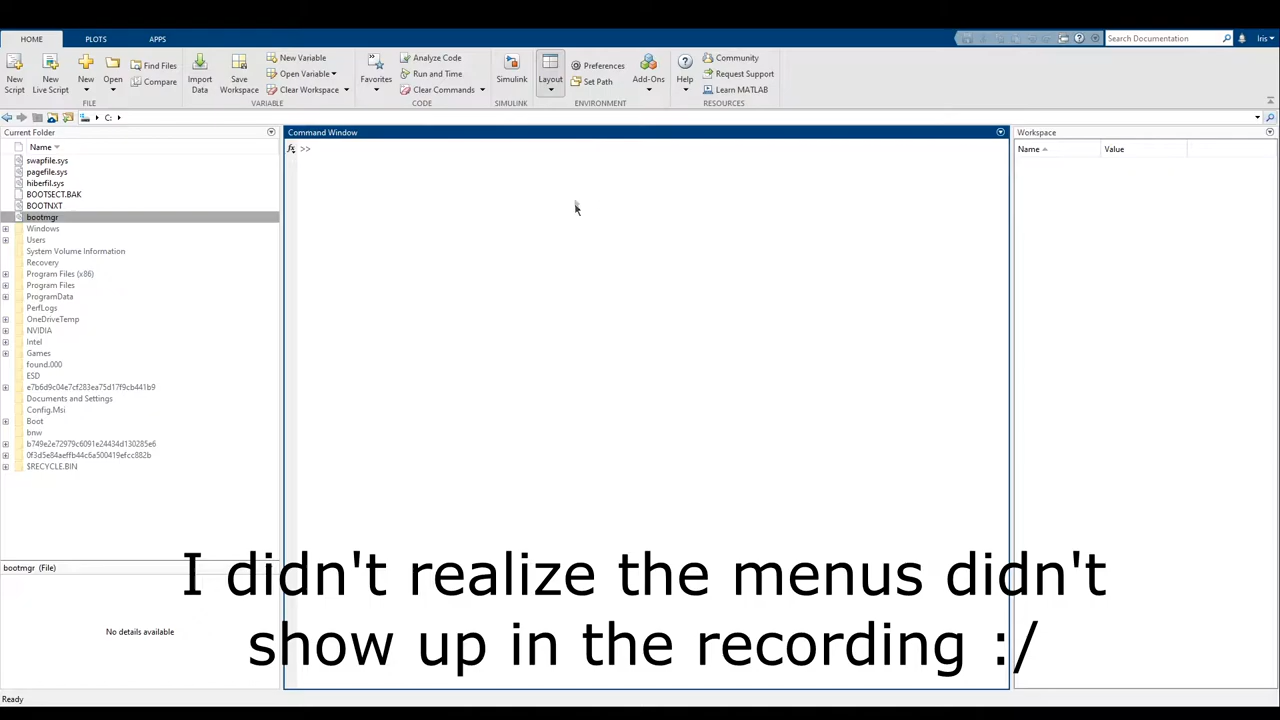 HOME PLOTS APPS Search Documentation Iris
New Script
New Live Script
New
Open
Find Files
Compare
FILE
Import Data
Save Workspace
New Variable
Open Variable
Clear Workspace
VARIABLE
Favorites
Analyze Code
Run and Time
Clear Commands
CODE
Simulink
SIMULINK
Layout
Preferences
Set Path
Add-Ons
ENVIRONMENT
Help
Community
Request Support
Learn MATLAB
RESOURCES
C:
Current Folder
Name
swapfile.sys
pagefile.sys
hiberfil.sys
BOOTSECT.BAK
BOOTNXT
bootmgr
Windows
Users
System Volume Information
Recovery
Program Files (x86)
Program Files
ProgramData
PerfLogs
OneDriveTemp
NVIDIA
Intel
Games
found.000
ESD
e7b6d9c04e7cf283ea75d17f9cb441b9
Documents and Settings
Config.Msi
Boot
bnw
b749e2e72979c6091e24434d130285e6
0f3d5e84aeffb44c6a500419efcc882b
$RECYCLE.BIN
bootmgr (File)
No details available
Command Window
fx >>
Workspace
Name Value
I didn't realize the menus didn't
show up in the recording :/
Ready